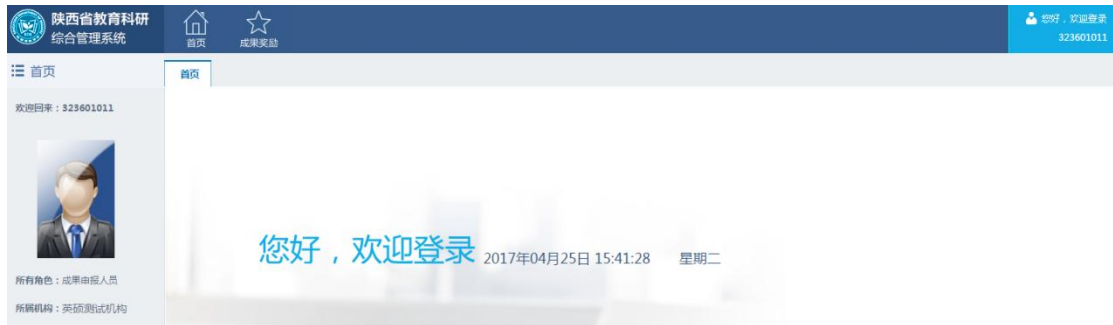 陕西省教育科研
综合管理系统
首页
成果奖励
您好，欢迎登录
323601011
首页
首页
欢迎回来：323601011
所有角色：成果申报人员
所属机构：英硕测试机构
您好，欢迎登录 2017年04月25日 15:41:28 星期二